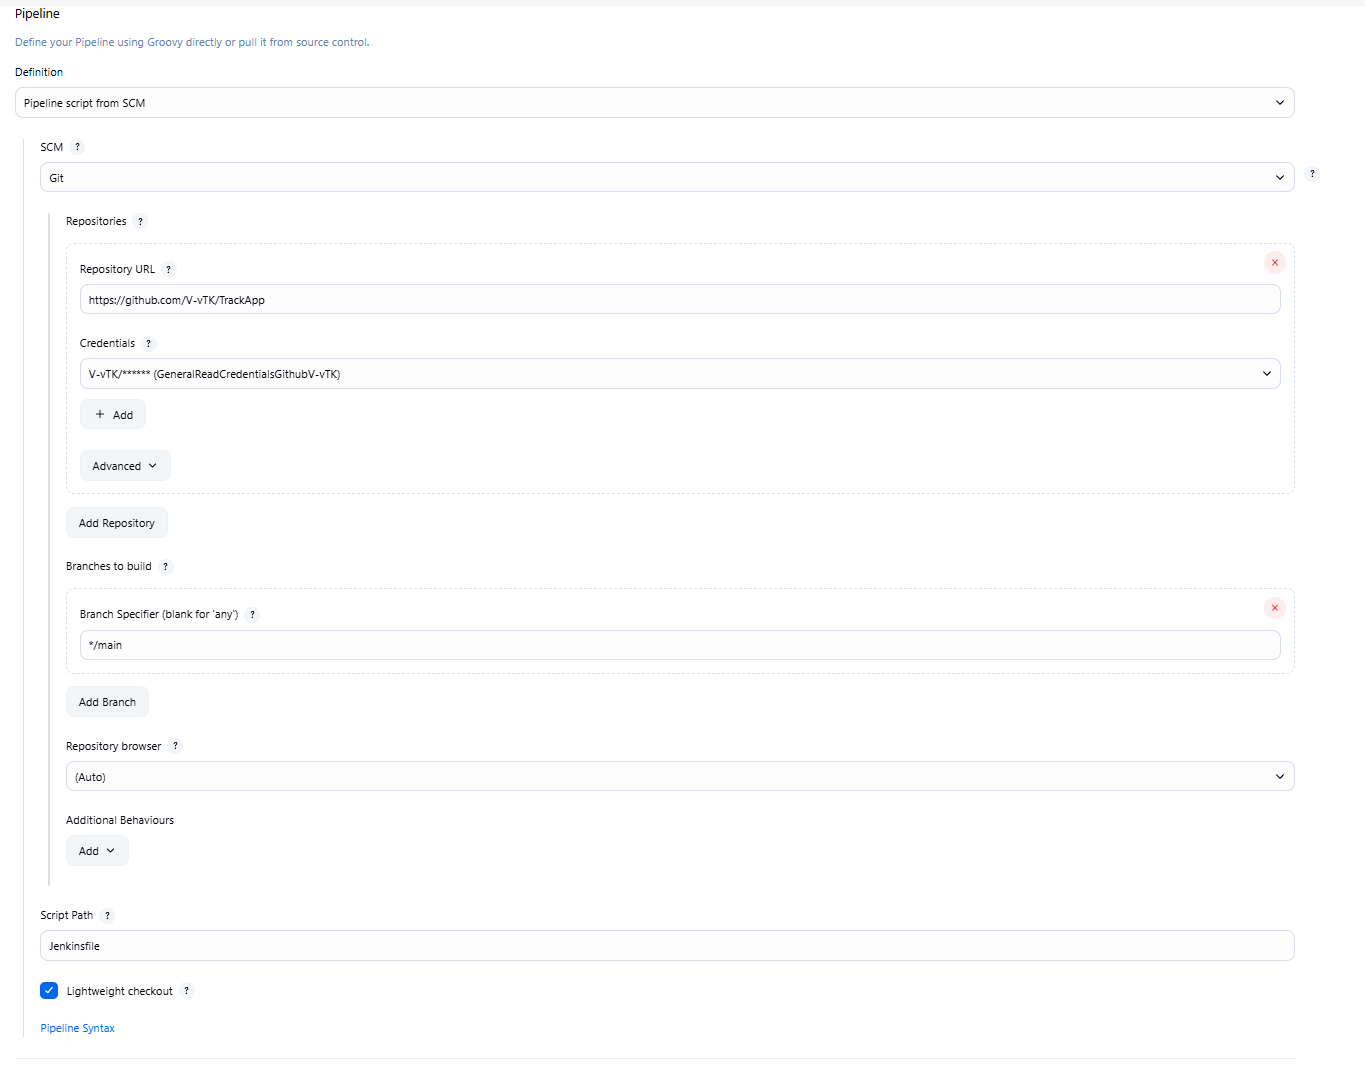 Pipeline
Define your Pipeline using Groovy directly or pull it from source control.
Definition
Pipeline script from SCM
SCM ?
Git
?
Repositories ?
Repository URL ?
https://github.com/V-vTK/TrackApp
Credentials ?
V-vTK/****** (GeneralReadCredentialsGithubV-vTK)
+ Add
Advanced
Add Repository
Branches to build ?
Branch Specifier (blank for 'any') ?
*/main
Add Branch
Repository browser ?
(Auto)
Additional Behaviours
Add
Script Path ?
Jenkinsfile
Lightweight checkout ?
Pipeline Syntax